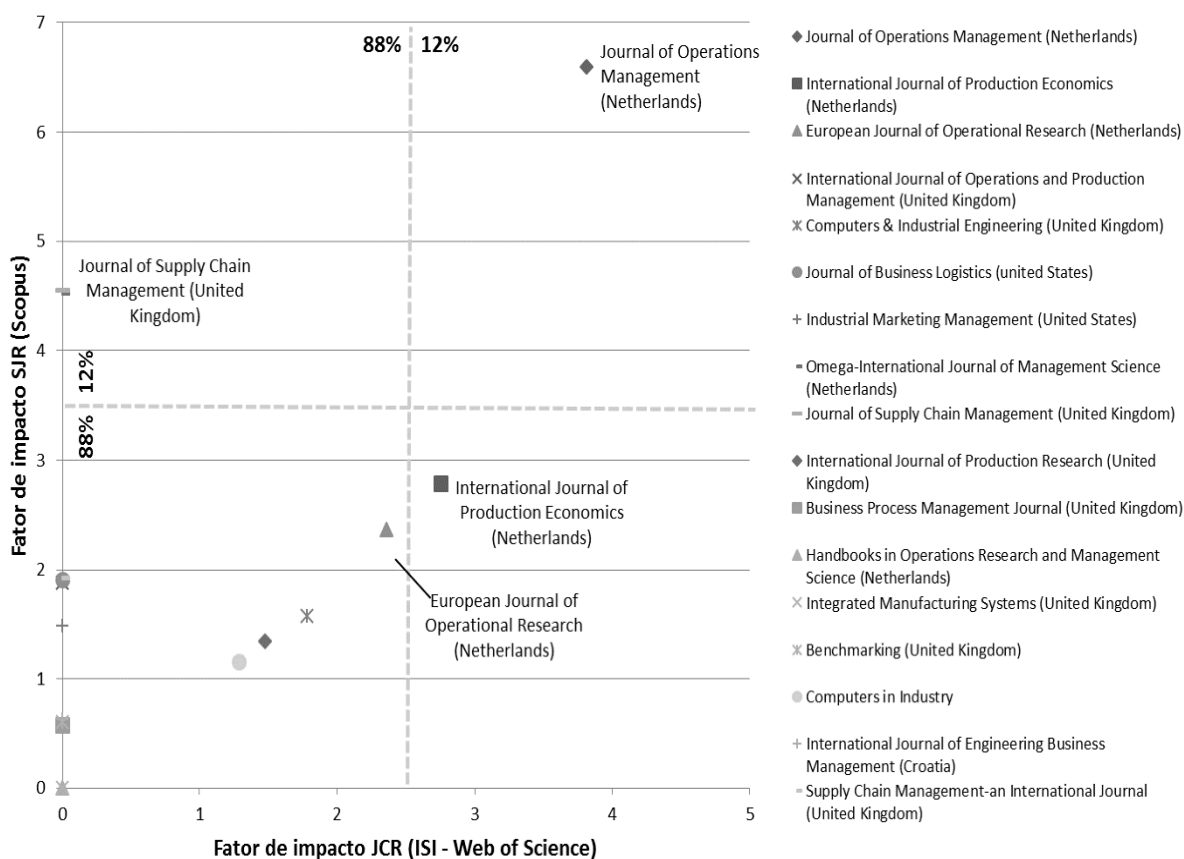 7
6
5
4
3
2
1
0
0
1
2
3
4
5
Fator de impacto SJR (Scopus)
Fator de impacto JCR (ISI - Web of Science)
88%
12%
12%
88%
Journal of Operations
Management
(Netherlands)
Journal of Supply Chain
Management (United
Kingdom)
International Journal of
Production Economics
(Netherlands)
European Journal of
Operational Research
(Netherlands)
Journal of Operations Management (Netherlands)
International Journal of Production Economics
(Netherlands)
European Journal of Operational Research (Netherlands)
International Journal of Operations and Production
Management (United Kingdom)
Computers & Industrial Engineering (United Kingdom)
Journal of Business Logistics (united States)
Industrial Marketing Management (United States)
Omega-International Journal of Management Science
(Netherlands)
Journal of Supply Chain Management (United Kingdom)
International Journal of Production Research (United
Kingdom)
Business Process Management Journal (United Kingdom)
Handbooks in Operations Research and Management
Science (Netherlands)
Integrated Manufacturing Systems (United Kingdom)
Benchmarking (United Kingdom)
Computers in Industry
International Journal of Engineering Business
Management (Croatia)
Supply Chain Management-an International Journal
(United Kingdom)